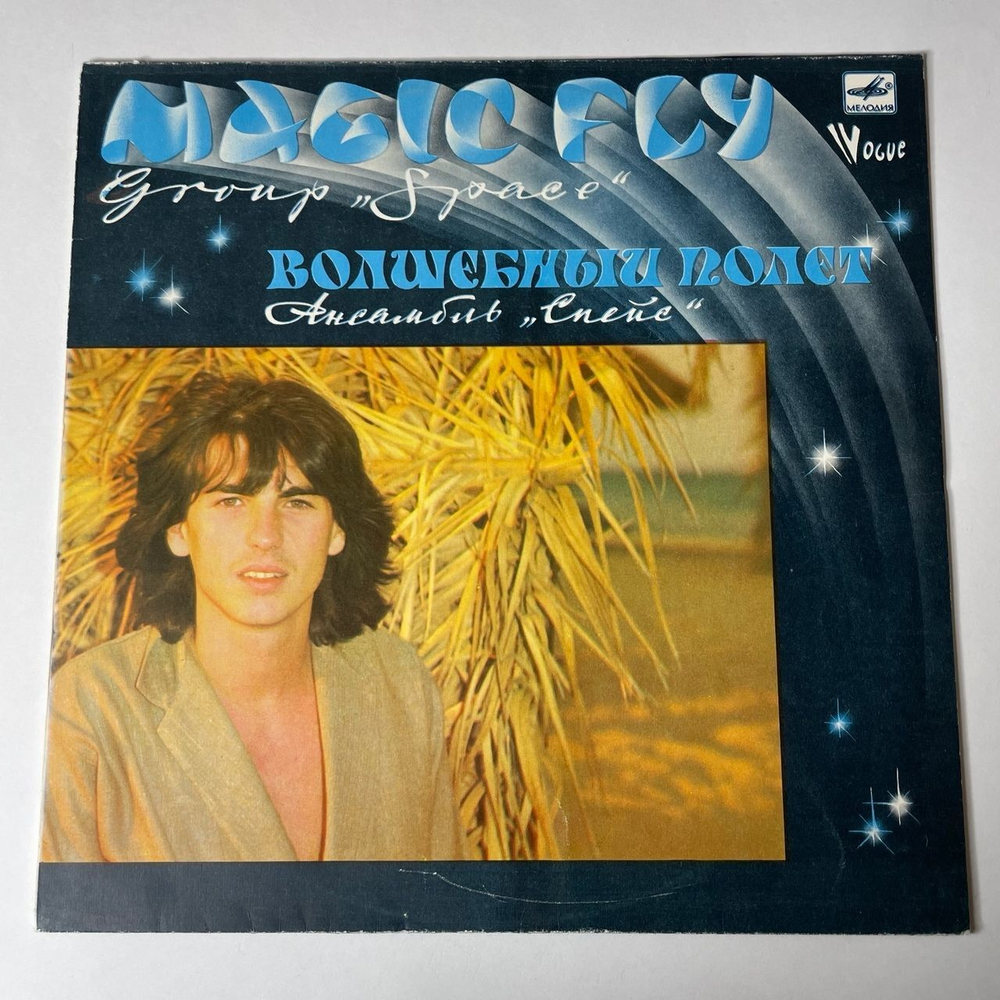 MAGIC FLY
МЕЛОДИЯ
®
Vogue
Group „Space“
ВОЛШЕБНЫЙ ПОЛЕТ
Ансамбль „Спейс“